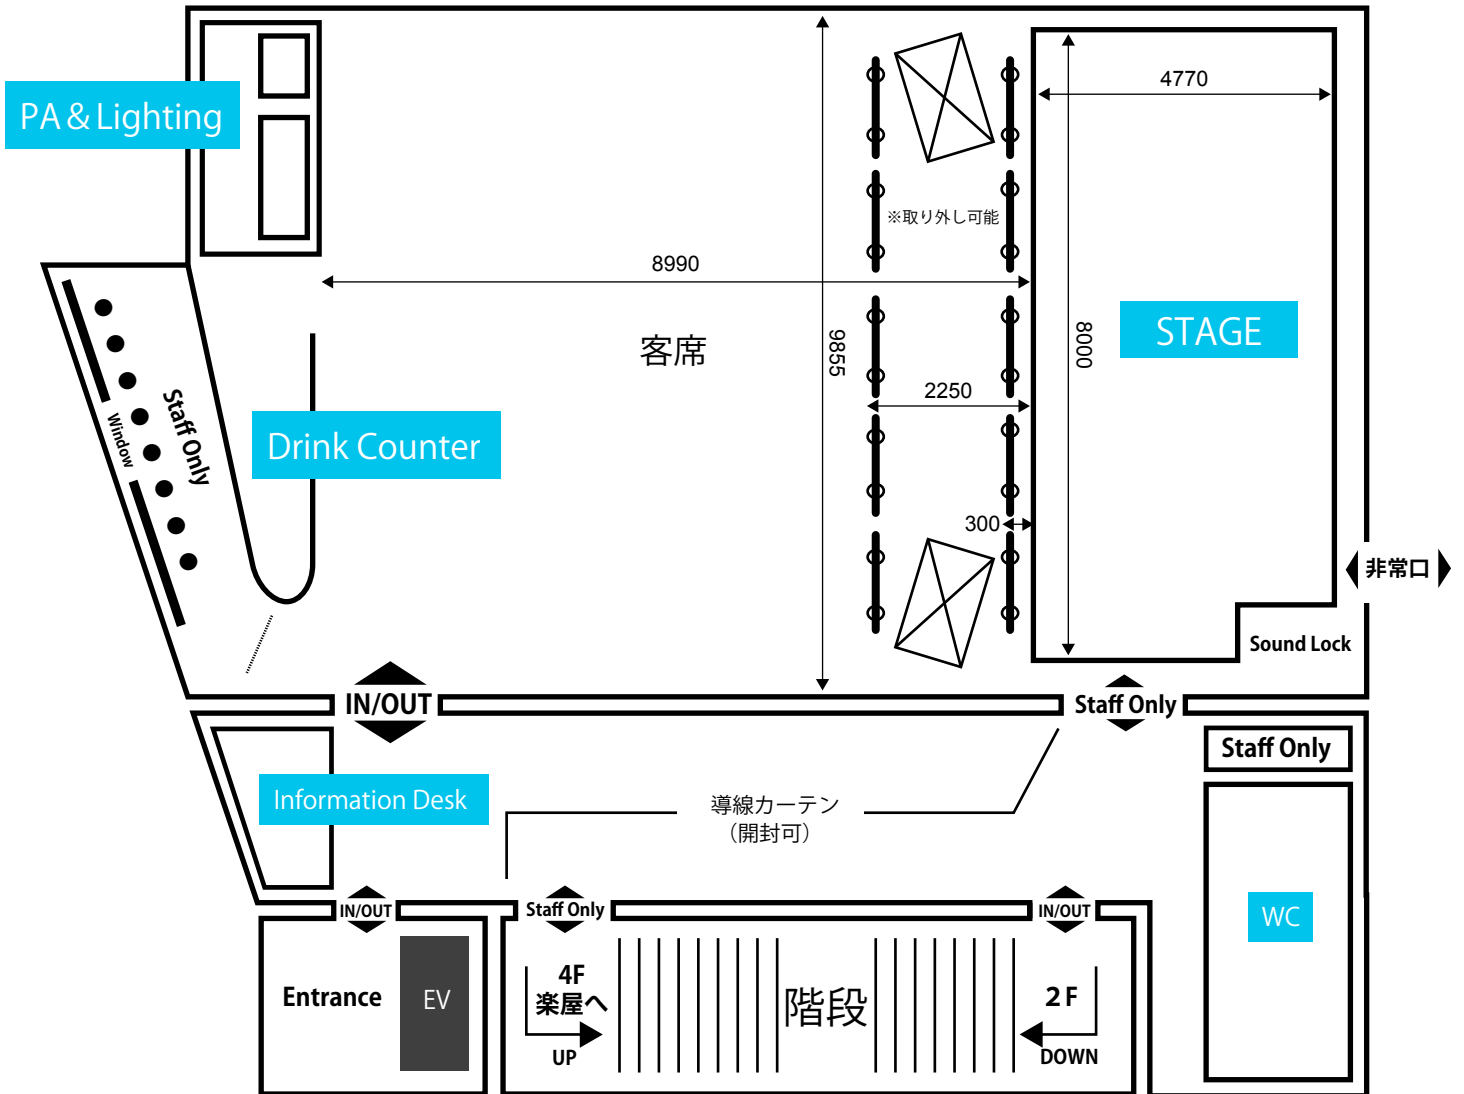 4770
PA & Lighting
※取り外し可能
8990
客席
9855
8000
STAGE
2250
Staff Only
Window
Drink Counter
300
非常口
Sound Lock
IN/OUT
Staff Only
Staff Only
Information Desk
導線カーテン
（開封可）
IN/OUT
Staff Only
IN/OUT
WC
Entrance
EV
4F
楽屋へ
UP
階段
2F
DOWN